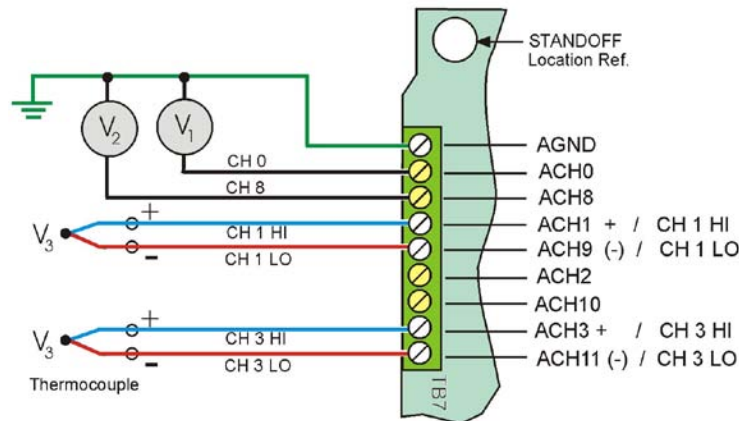 STANDOFF
Location Ref.
V2
V1
AGND
CH 0
ACH0
CH 8
ACH8
+
CH 1 HI
ACH1 + / CH 1 HI
V3
-
CH 1 LO
ACH9 (-) / CH 1 LO
ACH2
ACH10
+
CH 3 HI
ACH3 + / CH 3 HI
V3
-
CH 3 LO
ACH11 (-) / CH 3 LO
Thermocouple
TB7